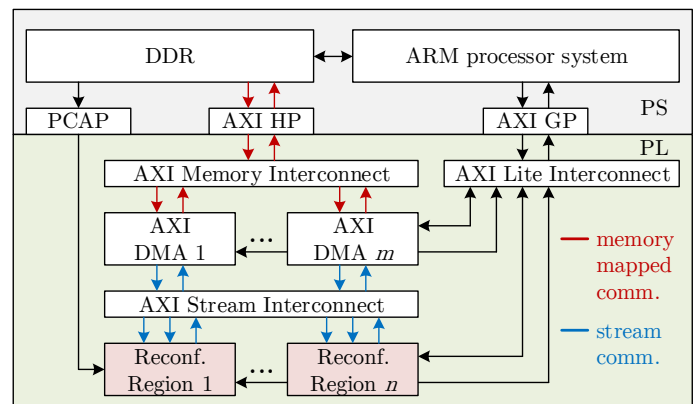 DDR
ARM processor system
PCAP
AXI HP
AXI GP
PS
PL
AXI Memory Interconnect
AXI Lite Interconnect
AXI
DMA 1
...
AXI
DMA m
memory
mapped
comm.
AXI Stream Interconnect
stream
comm.
Reconf.
Region 1
...
Reconf.
Region n